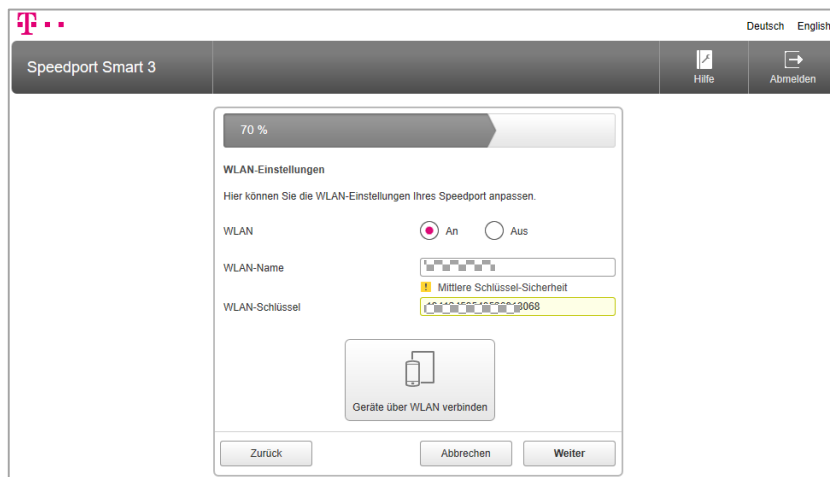 Deutsch English
Speedport Smart 3
Hilfe Abmelden
70 %
WLAN-Einstellungen
Hier können Sie die WLAN-Einstellungen Ihres Speedport anpassen.
WLAN An Aus
WLAN-Name
! Mittlere Schlüssel-Sicherheit
WLAN-Schlüssel
Geräte über WLAN verbinden
Zurück Abbrechen Weiter